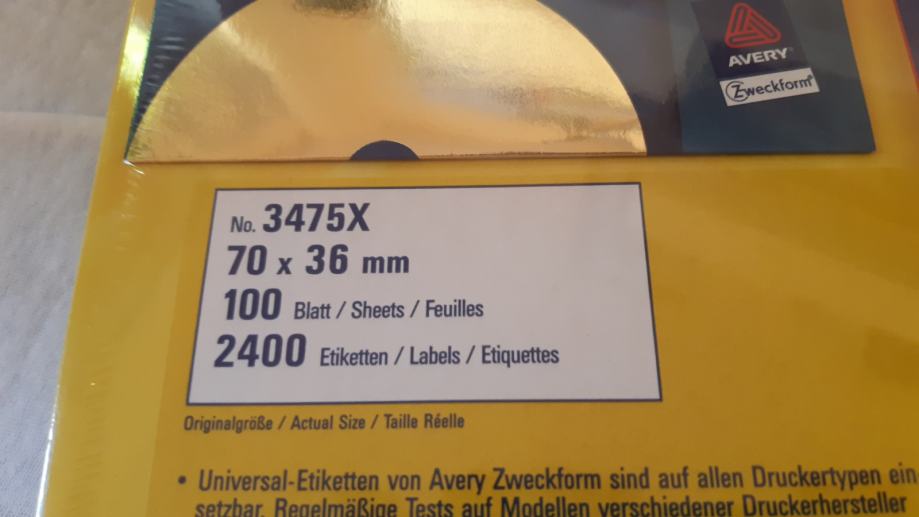 AVERY
Zweckform
No. 3475X
70 x 36 mm
100 Blatt / Sheets / Feuilles
2400 Etiketten / Labels / Etiquettes
Originalgröße / Actual Size / Taille Réelle
• Universal-Etiketten von Avery Zweckform sind auf allen Druckertypen ein
setzbar. Regelmäßige Tests auf Modellen verschiedener Druckerhersteller